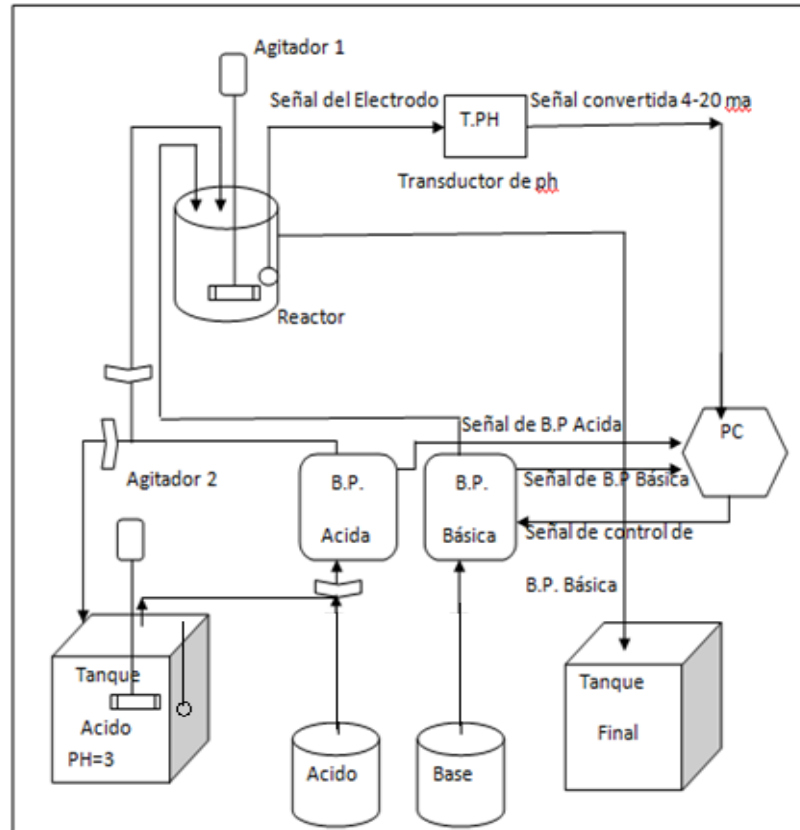 Agitador 1
Señal del Electrodo
T.PH
Señal convertida 4-20 ma
Transductor de ph
Reactor
Señal de B.P Acida
PC
Agitador 2
B.P.
Acida
B.P.
Básica
Señal de B.P Básica
Señal de control de
B.P. Básica
Tanque
Acido
PH=3
Acido
Base
Tanque
Final